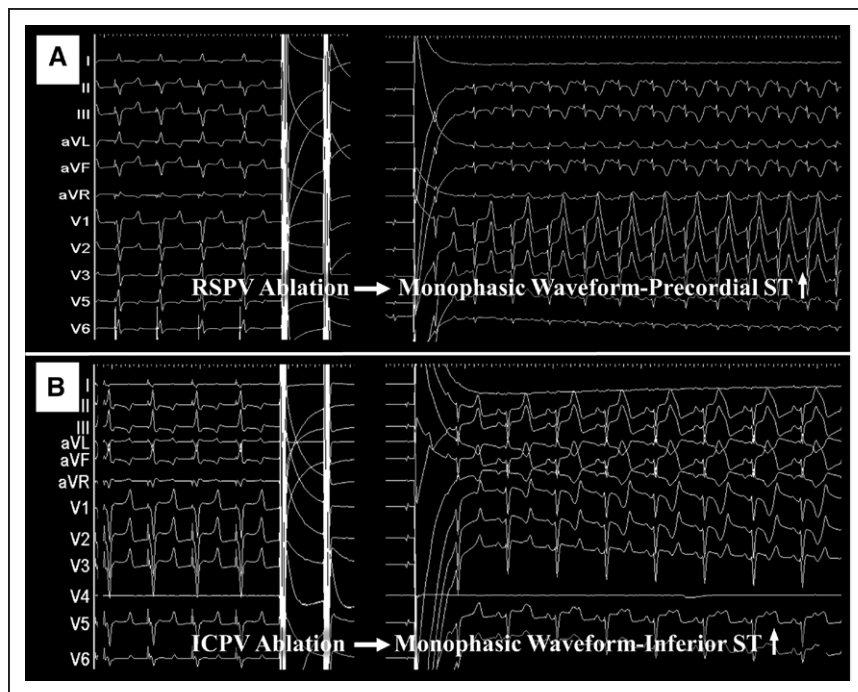 A
I
II
III
aVL
aVF
aVR
V1
V2
V3
RSPV Ablation → Monophasic Waveform-Precordial ST ↑
V5
V6
B
I
II
III
aVL
aVF
aVR
V1
V2
V3
V4
V5
ICPV Ablation → Monophasic Waveform-Inferior ST ↑
V6